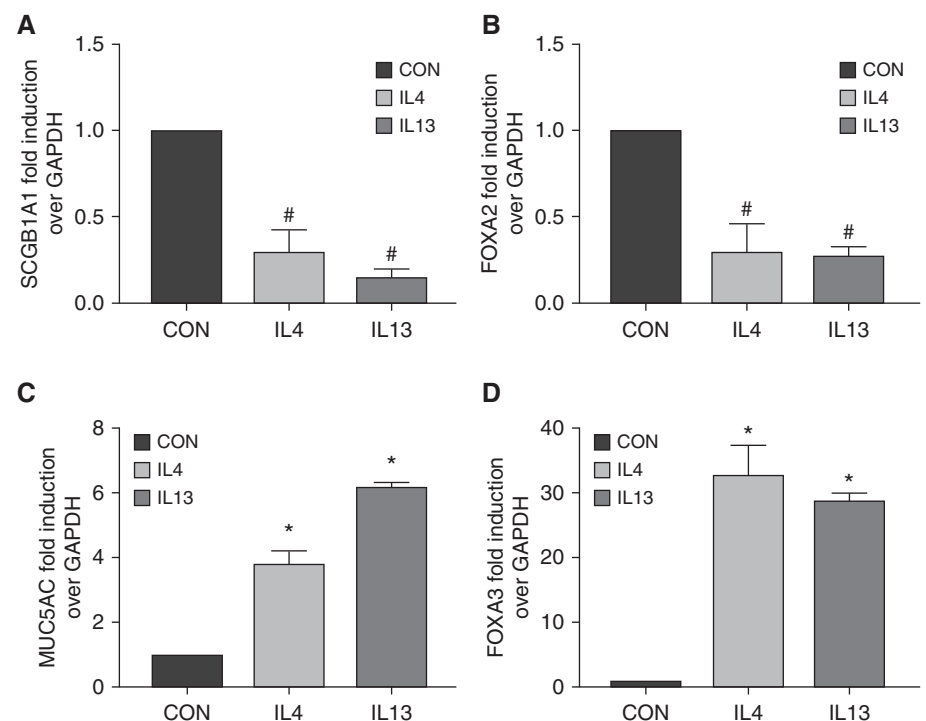 A
SCGB1A1 fold induction
over GAPDH
1.5
1.0
0.5
0.0
CON
IL4
IL13
#
#
CON
IL4
IL13
B
FOXA2 fold induction
over GAPDH
1.5
1.0
0.5
0.0
CON
IL4
IL13
#
#
CON
IL4
IL13
C
MUC5AC fold induction
over GAPDH
8
6
4
2
0
CON
IL4
IL13
*
*
CON
IL4
IL13
D
FOXA3 fold induction
over GAPDH
40
30
20
10
0
CON
IL4
IL13
*
*
CON
IL4
IL13